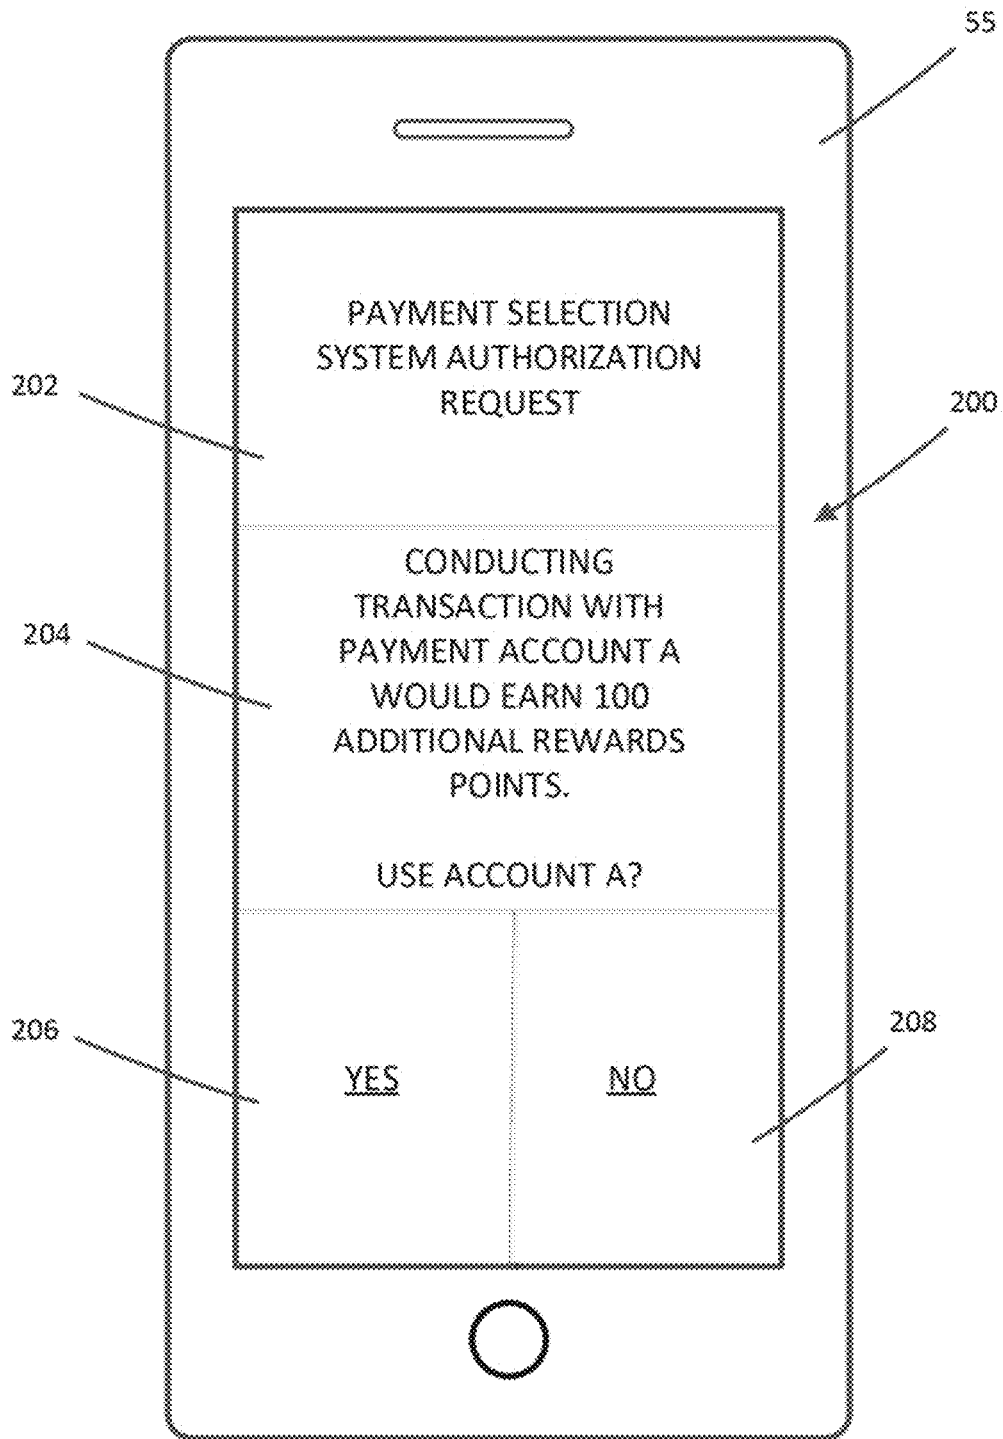 55
PAYMENT SELECTION
SYSTEM AUTHORIZATION
REQUEST
202
200
CONDUCTING
TRANSACTION WITH
PAYMENT ACCOUNT A
WOULD EARN 100
ADDITIONAL REWARDS
POINTS.
204
USE ACCOUNT A?
206
208
YES
NO